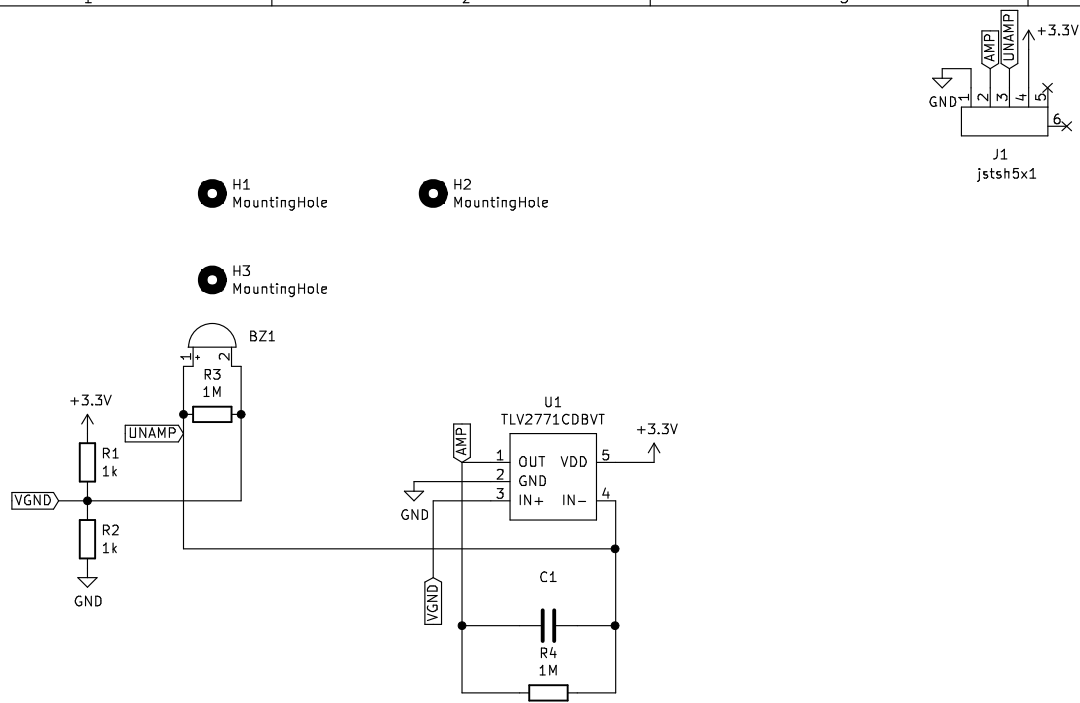 +3.3V
AMP
UNAMP
GND
1
2
3
4
5
6
J1
jstsh5x1
H1
MountingHole
H2
MountingHole
H3
MountingHole
BZ1
1
+
2
R3
1M
+3.3V
UNAMP
R1
1k
VGND
R2
1k
GND
U1
TLV2771CDBVT
AMP
+3.3V
1
OUT
VDD
5
2
GND
3
IN+
IN-
4
GND
VGND
C1
R4
1M